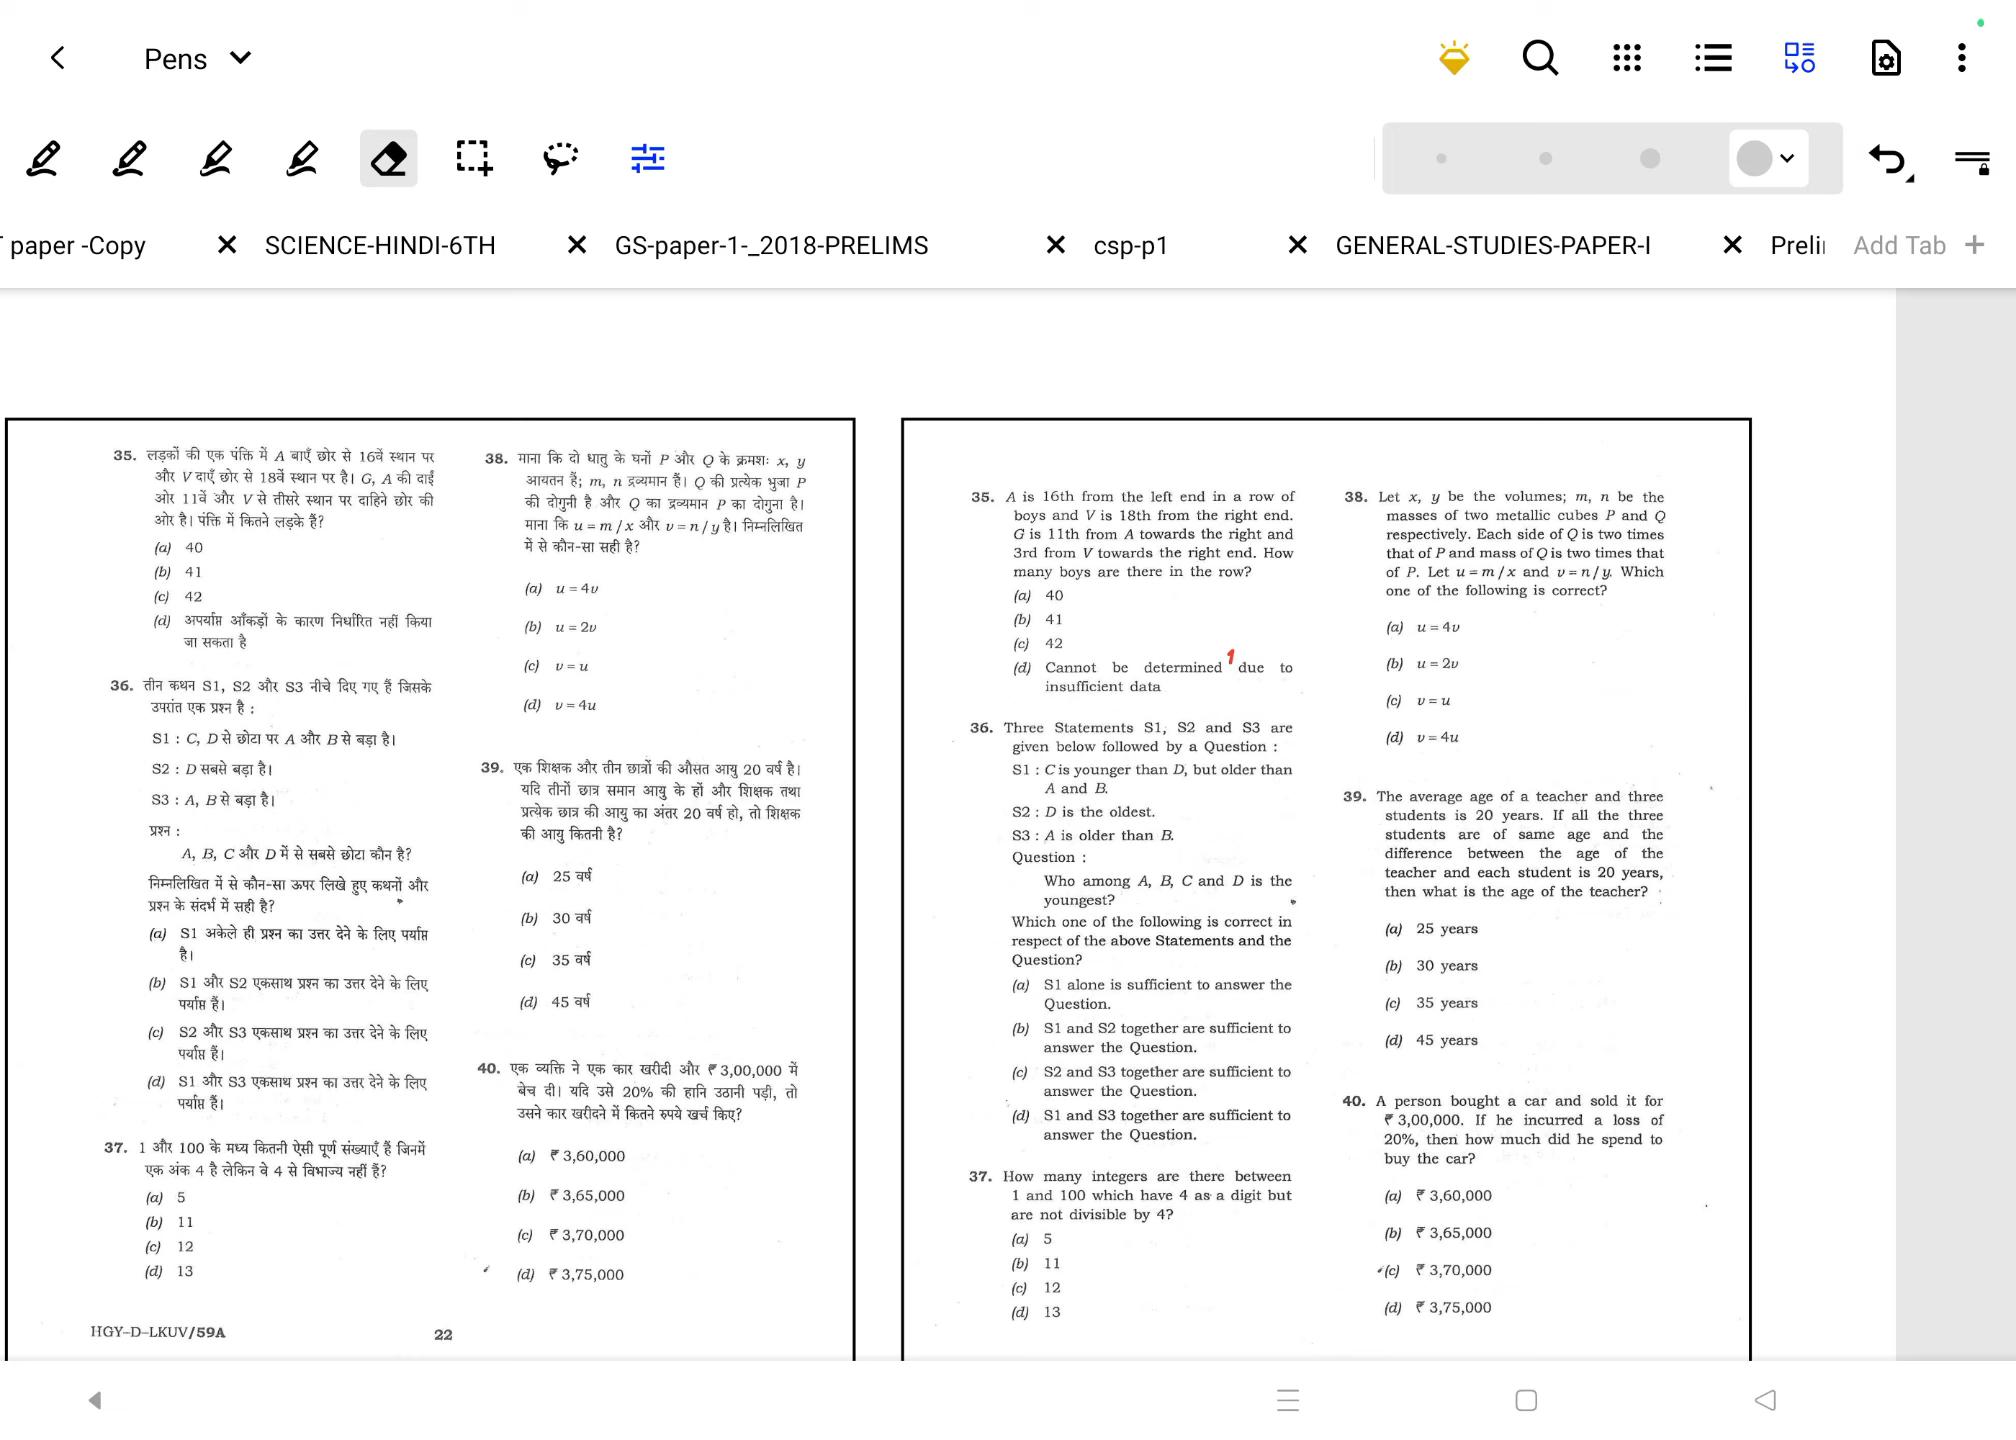 Pens
paper -Copy
SCIENCE-HINDI-6TH
GS-paper-1-_2018-PRELIMS
csp-p1
GENERAL-STUDIES-PAPER-I
Add Tab +
35. लड़कों की एक पंक्ति में A बाएँ छोर से 16वें स्थान पर
और V दाएँ छोर से 18वें स्थान पर है। G, A की दाईं
ओर 11वें और V से तीसरे स्थान पर दाहिने छोर की
ओर है। पंक्ति में कितने लड़के हैं?
(a) 40
(b) 41
(c) 42
(d) अपर्याप्त आँकड़ों के कारण निर्धारित नहीं किया
जा सकता है
36. तीन कथन S1, S2 और S3 नीचे दिए गए हैं जिसके
उपरांत एक प्रश्न है :
S1 : C, D से छोटा पर A और B से बड़ा है।
S2 : D सबसे बड़ा है।
S3 : A, B से बड़ा है।
प्रश्न :
A, B, C और D में से सबसे छोटा कौन है?
निम्नलिखित में से कौन-सा ऊपर लिखे हुए कथनों और
प्रश्न के संदर्भ में सही है?
(a) S1 अकेले ही प्रश्न का उत्तर देने के लिए पर्याप्त
है।
(b) S1 और S2 एकसाथ प्रश्न का उत्तर देने के लिए
पर्याप्त हैं।
(c) S2 और S3 एकसाथ प्रश्न का उत्तर देने के लिए
पर्याप्त हैं।
(d) S1 और S3 एकसाथ प्रश्न का उत्तर देने के लिए
पर्याप्त हैं।
37. 1 और 100 के मध्य कितनी ऐसी पूर्ण संख्याएँ हैं जिनमें
एक अंक 4 है लेकिन वे 4 से विभाज्य नहीं हैं?
(a) 5
(b) 11
(c) 12
(d) 13
HGY-D-LKUV/59A
22
38. माना कि दो धातु के घनों P और Q के क्रमशः x, y
आयतन हैं; m, n द्रव्यमान हैं। Q की प्रत्येक भुजा P
की दोगुनी है और Q का द्रव्यमान P का दोगुना है।
माना कि u = m / x और v = n / y है। निम्नलिखित
में से कौन-सा सही है?
(a) u = 4v
(b) u = 2v
(c) v = u
(d) v = 4u
39. एक शिक्षक और तीन छात्रों की औसत आयु 20 वर्ष है।
यदि तीनों छात्र समान आयु के हों और शिक्षक तथा
प्रत्येक छात्र की आयु का अंतर 20 वर्ष हो, तो शिक्षक
की आयु कितनी है?
(a) 25 वर्ष
(b) 30 वर्ष
(c) 35 वर्ष
(d) 45 वर्ष
40. एक व्यक्ति ने एक कार खरीदी और ₹ 3,00,000 में
बेच दी। यदि उसे 20% की हानि उठानी पड़ी, तो
उसने कार खरीदने में कितने रुपये खर्च किए?
(a) ₹ 3,60,000
(b) ₹ 3,65,000
(c) ₹ 3,70,000
(d) ₹ 3,75,000
35. A is 16th from the left end in a row of
boys and V is 18th from the right end.
G is 11th from A towards the right and
3rd from V towards the right end. How
many boys are there in the row?
(a) 40
(b) 41
(c) 42
(d) Cannot be determined due to
insufficient data
36. Three Statements S1, S2 and S3 are
given below followed by a Question :
S1 : C is younger than D, but older than
A and B.
S2 : D is the oldest.
S3 : A is older than B.
Question :
Who among A, B, C and D is the
youngest?
Which one of the following is correct in
respect of the above Statements and the
Question?
(a) S1 alone is sufficient to answer the
Question.
(b) S1 and S2 together are sufficient to
answer the Question.
(c) S2 and S3 together are sufficient to
answer the Question.
(d) S1 and S3 together are sufficient to
answer the Question.
37. How many integers are there between
1 and 100 which have 4 as a digit but
are not divisible by 4?
(a) 5
(b) 11
(c) 12
(d) 13
38. Let x, y be the volumes; m, n be the
masses of two metallic cubes P and Q
respectively. Each side of Q is two times
that of P and mass of Q is two times that
of P. Let u = m / x and v = n / y. Which
one of the following is correct?
(a) u = 4v
(b) u = 2v
(c) v = u
(d) v = 4u
39. The average age of a teacher and three
students is 20 years. If all the three
students are of same age and the
difference between the age of the
teacher and each student is 20 years,
then what is the age of the teacher?
(a) 25 years
(b) 30 years
(c) 35 years
(d) 45 years
40. A person bought a car and sold it for
₹ 3,00,000. If he incurred a loss of
20%, then how much did he spend to
buy the car?
(a) ₹ 3,60,000
(b) ₹ 3,65,000
(c) ₹ 3,70,000
(d) ₹ 3,75,000